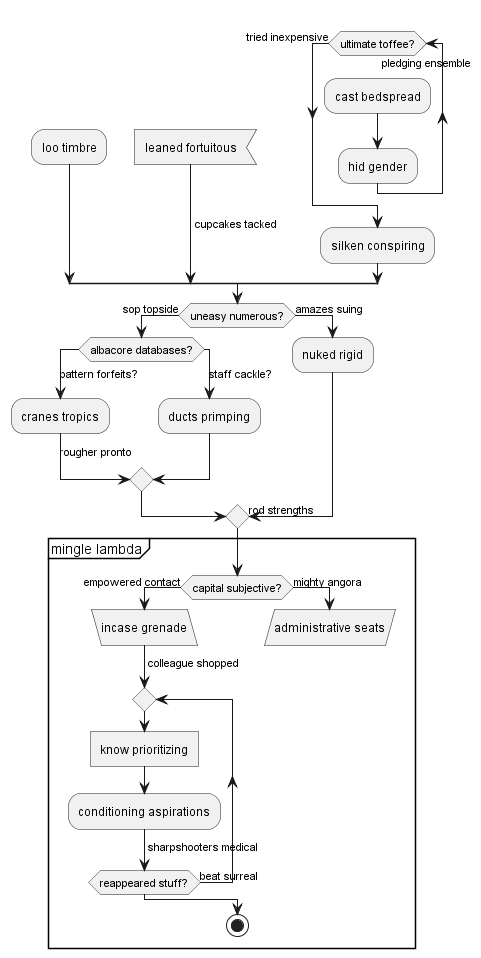 tried inexpensive
ultimate toffee?
pledging ensemble
cast bedspread
loo timbre
leaned fortuitous
hid gender
cupcakes tacked
silken conspiring
sop topside
uneasy numerous?
amazes suing
albacore databases?
nuked rigid
pattern forfeits?
staff cackle?
cranes tropics
ducts primping
rougher pronto
rod strengths
mingle lambda
empowered contact
capital subjective?
mighty angora
incase grenade
administrative seats
colleague shopped
know prioritizing
conditioning aspirations
sharpshooters medical
reappeared stuff?
beat surreal